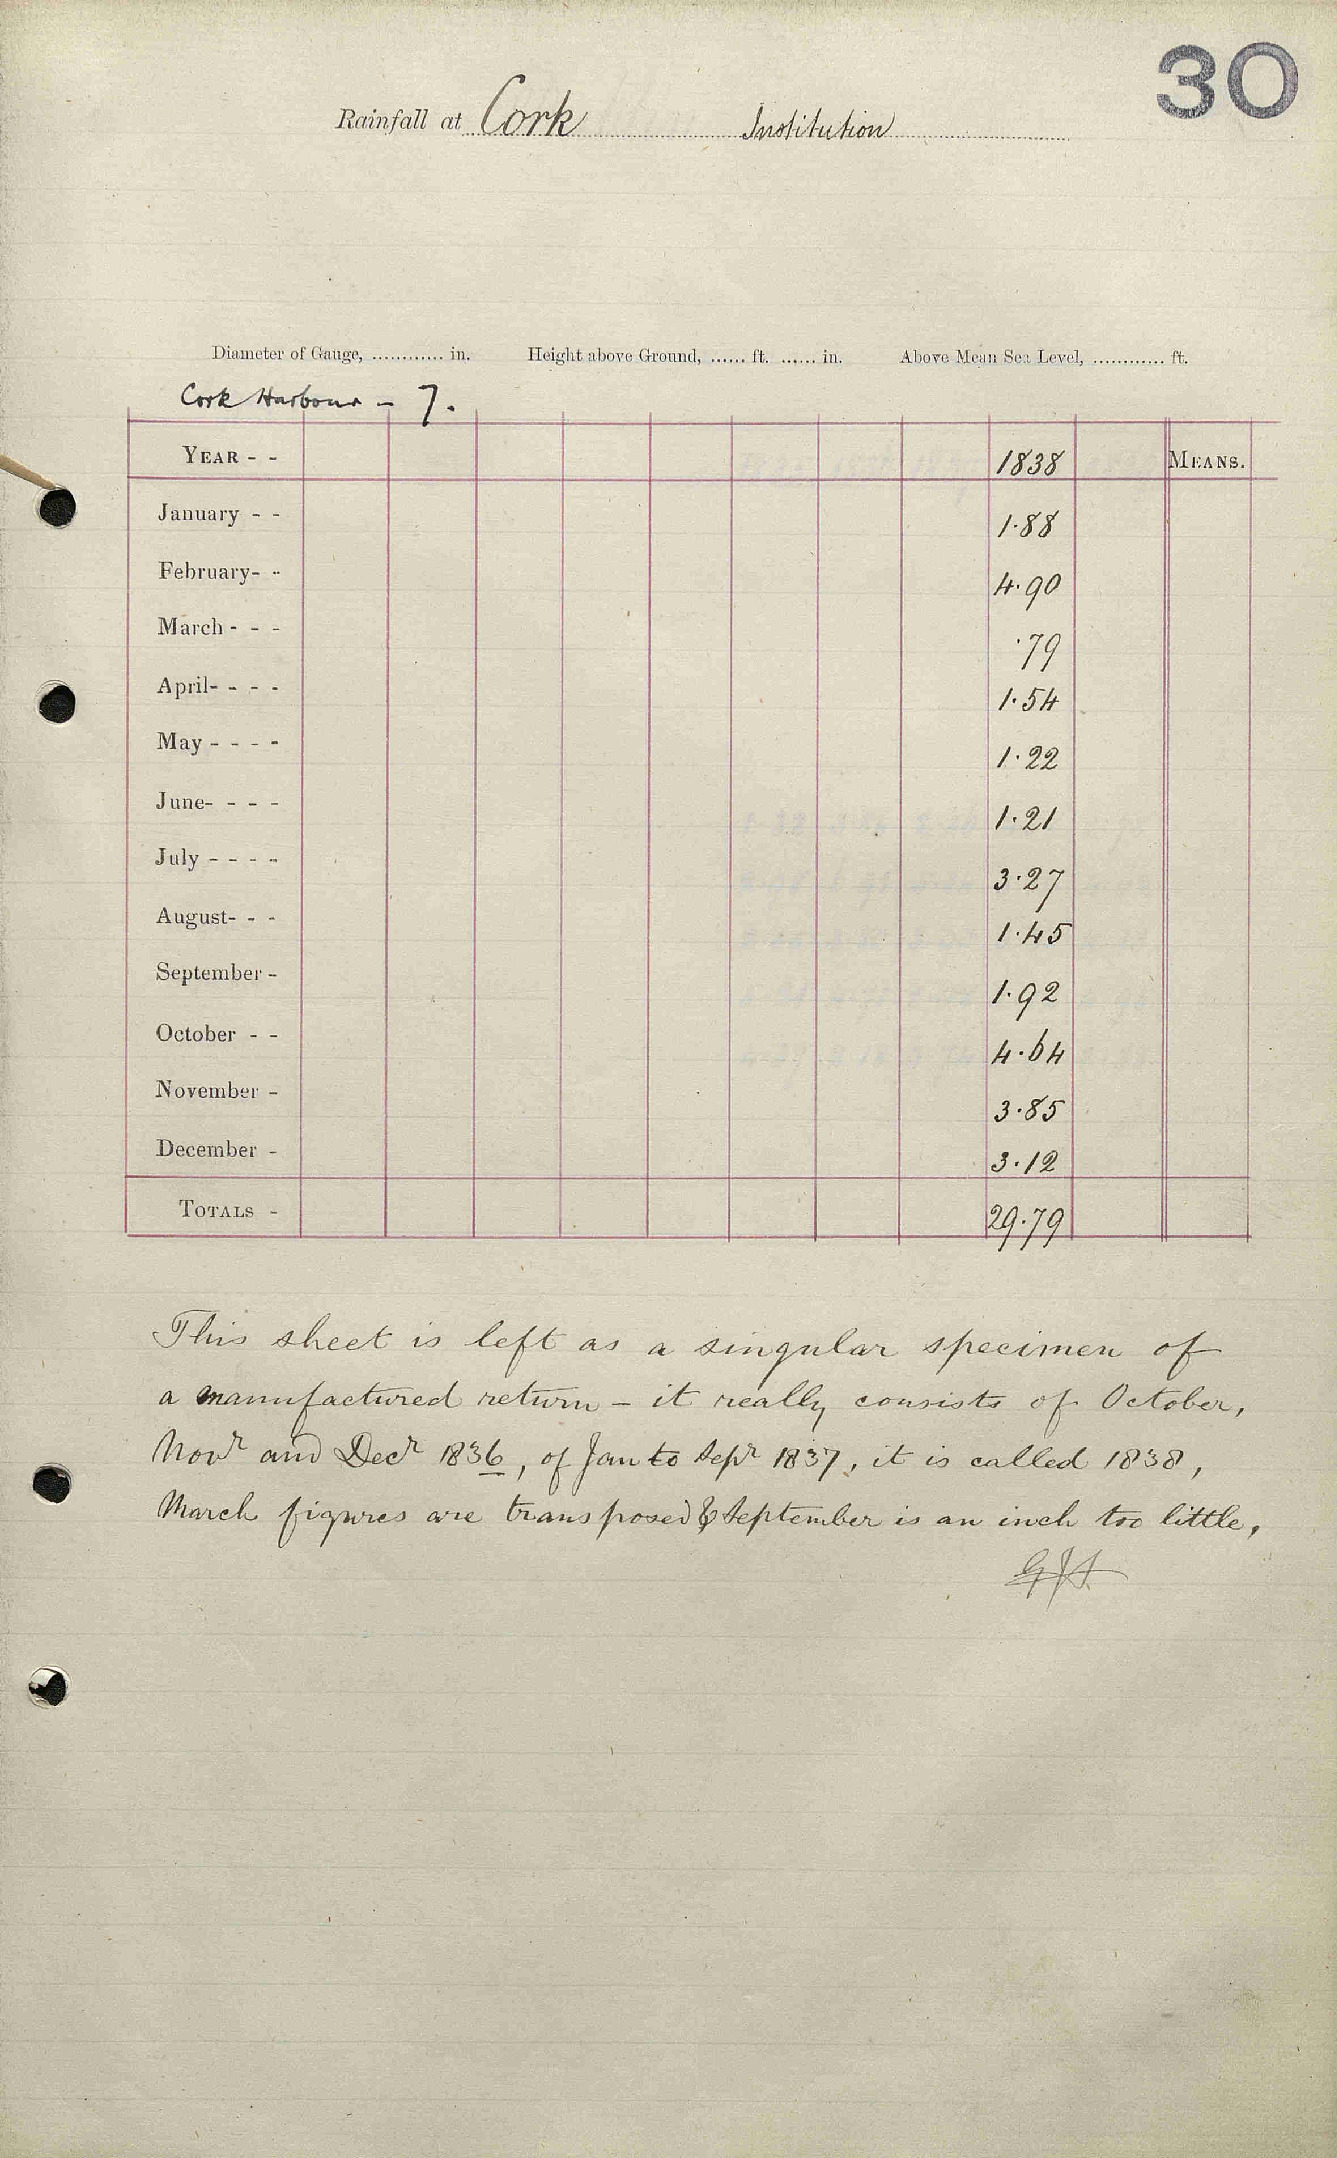 30
Rainfall at Cork Institution
Diameter of Gauge, ............ in. Height above Ground, ...... ft. ...... in. Above Mean Sea Level, ............ ft.
Cork Harbour - 7.
YEAR - - 1838 MEANS.
January - - 1.88
February- - 4.90
March - - - .79
April- - - - 1.54
May - - - - 1.22
June- - - - 1.21
July - - - - 3.27
August- - - 1.45
September - 1.92
October - - 4.64
November - 3.85
December - 3.12
TOTALS - 29.79
This sheet is left as a singular specimen of
a manufactured return - it really consists of October,
Novr and Decr 1836, of Jan to Sepr 1837, it is called 1838,
March figures are transposed & September is an inch too little,
GJS